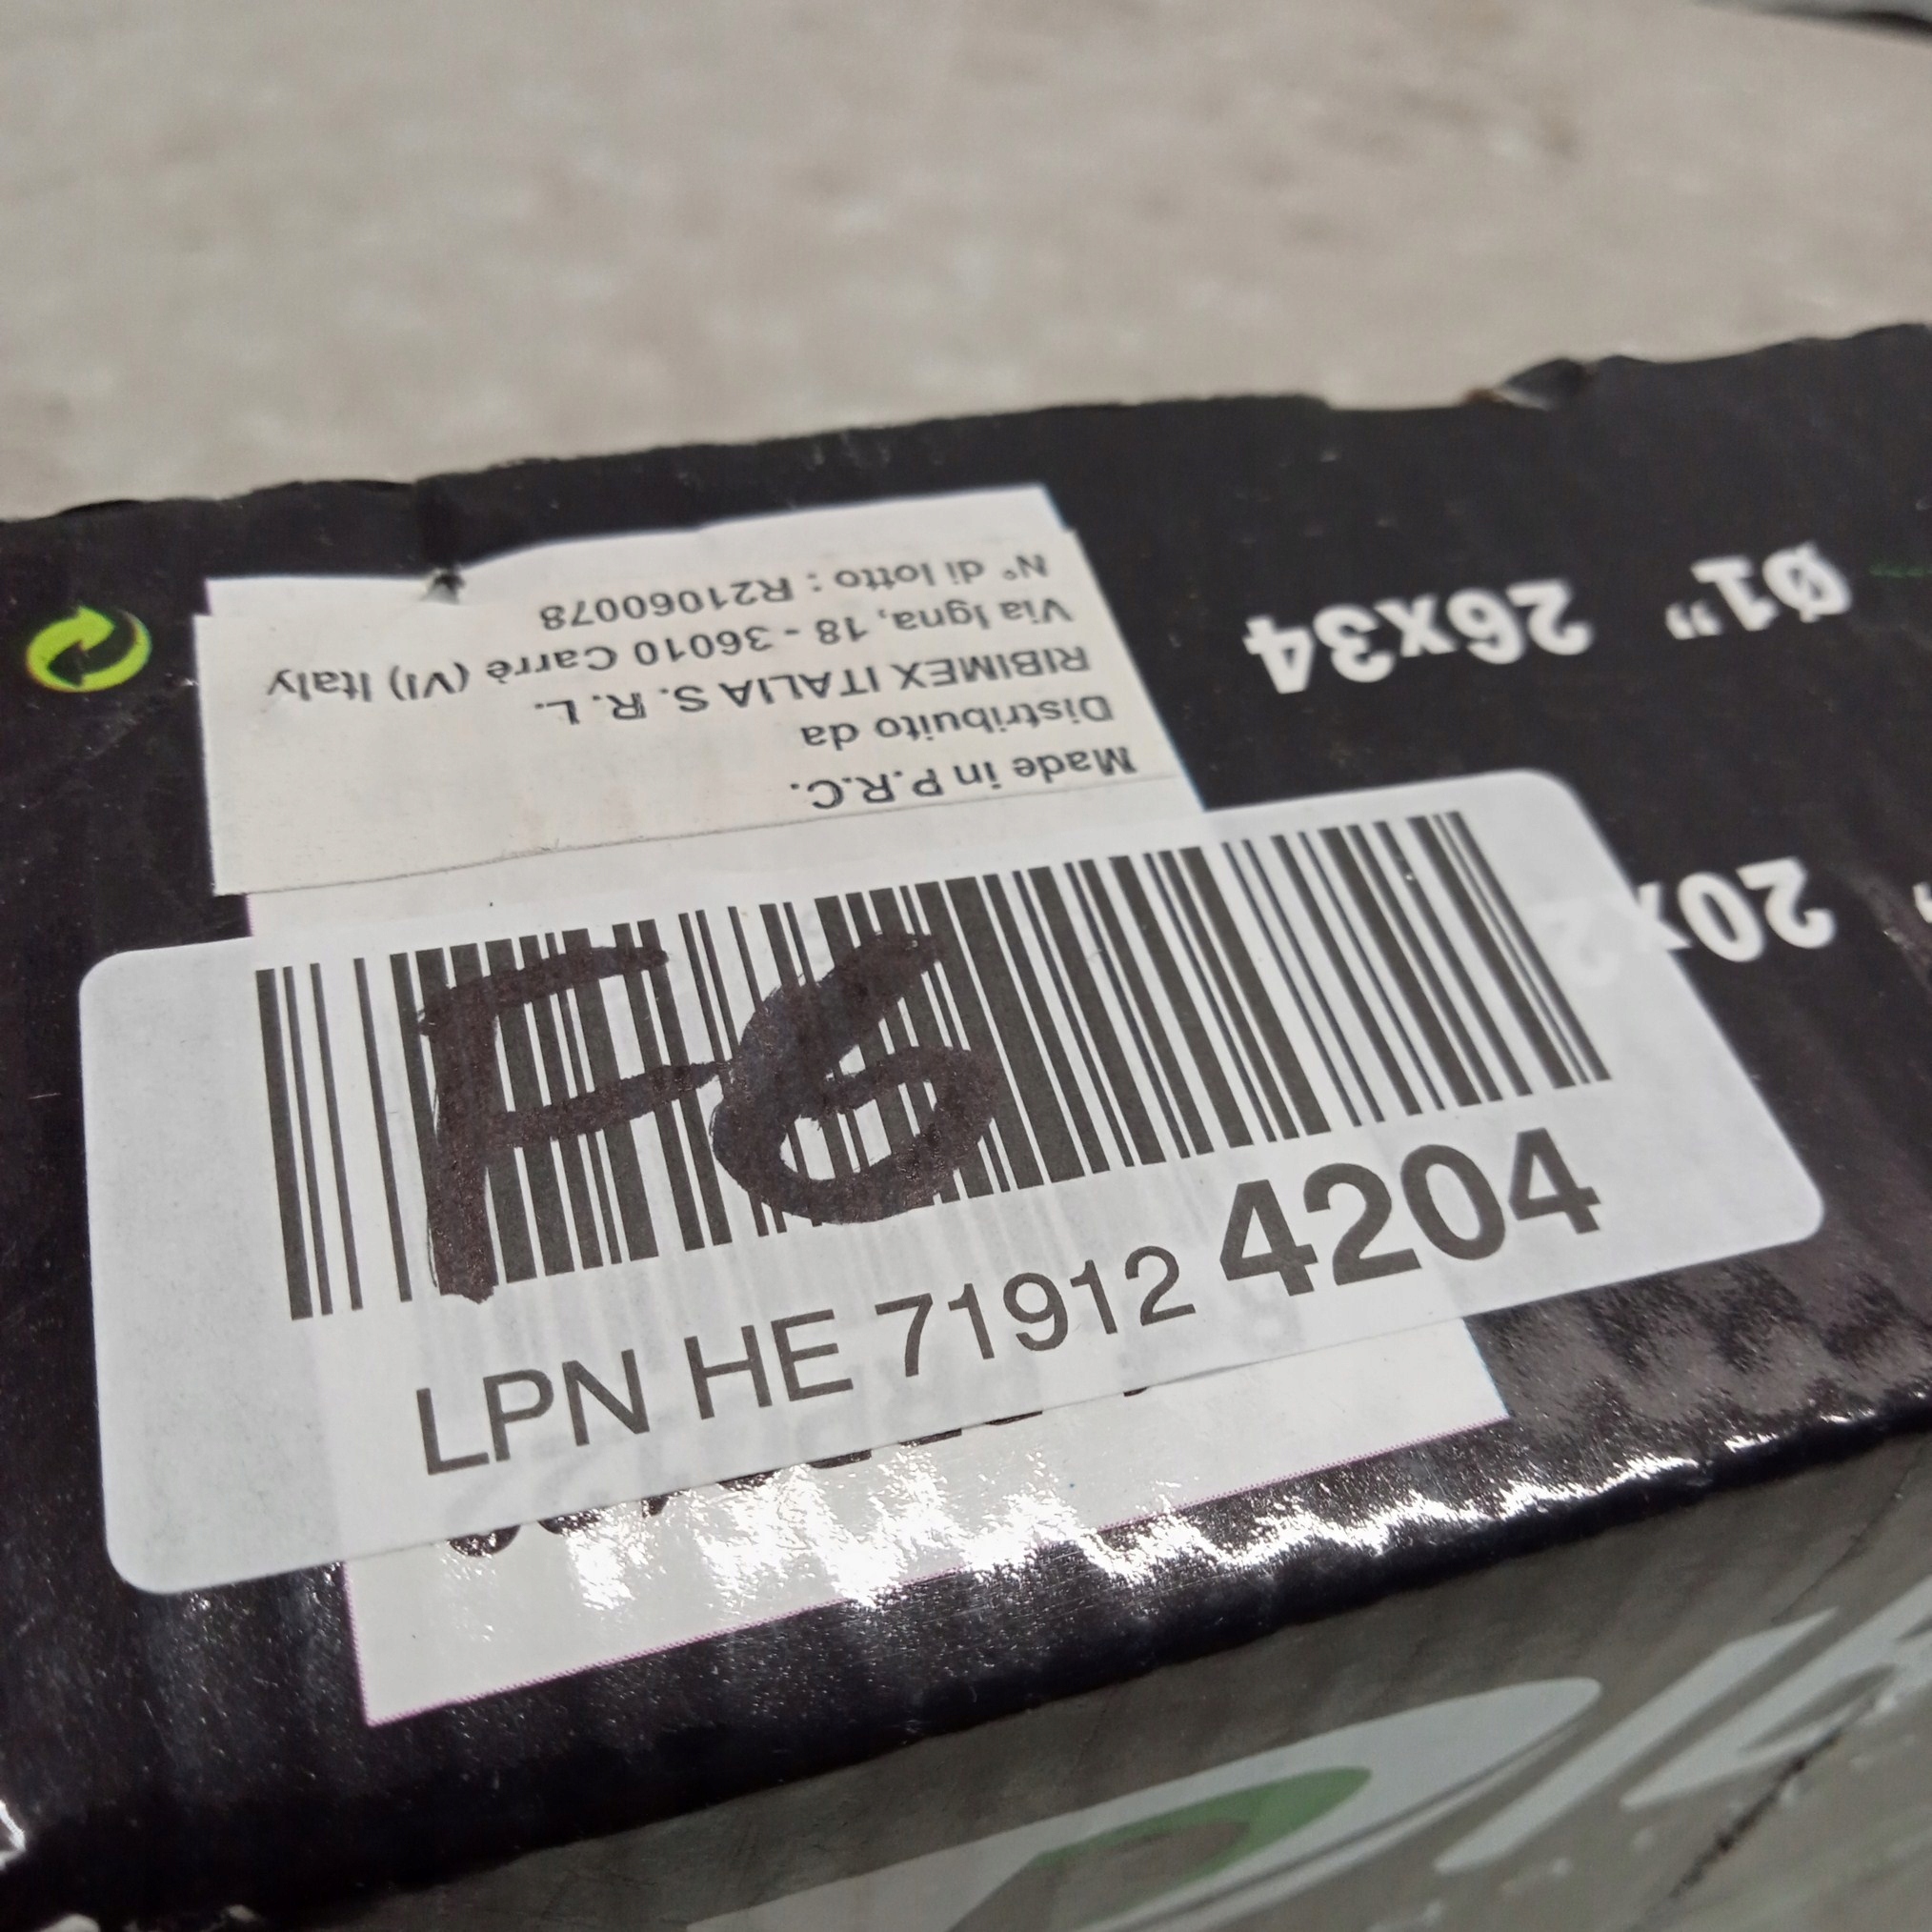 Made in P.R.C.
Distribuito da
RIBIMEX ITALIA S. R. L.
Via Igna, 18 - 36010 Carrè (VI) Italy
N° di lotto : R21060078
Ø1” 26x34
F6
LPN HE 71912 4204